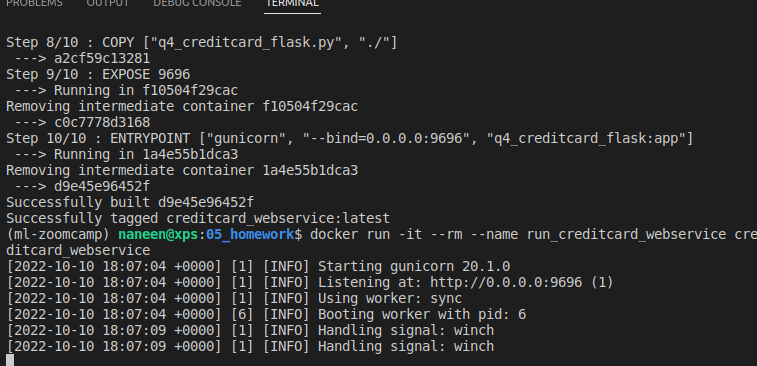 PROBLEMS OUTPUT DEBUG CONSOLE TERMINAL
Step 8/10 : COPY ["q4_creditcard_flask.py", "./"]
 ---> a2cf59c13281
Step 9/10 : EXPOSE 9696
 ---> Running in f10504f29cac
Removing intermediate container f10504f29cac
 ---> c0c7778d3168
Step 10/10 : ENTRYPOINT ["gunicorn", "--bind=0.0.0.0:9696", "q4_creditcard_flask:app"]
 ---> Running in 1a4e55b1dca3
Removing intermediate container 1a4e55b1dca3
 ---> d9e45e96452f
Successfully built d9e45e96452f
Successfully tagged creditcard_webservice:latest
(ml-zoomcamp) naneen@xps:05_homework$ docker run -it --rm --name run_creditcard_webservice cre
ditcard_webservice
[2022-10-10 18:07:04 +0000] [1] [INFO] Starting gunicorn 20.1.0
[2022-10-10 18:07:04 +0000] [1] [INFO] Listening at: http://0.0.0.0:9696 (1)
[2022-10-10 18:07:04 +0000] [1] [INFO] Using worker: sync
[2022-10-10 18:07:04 +0000] [6] [INFO] Booting worker with pid: 6
[2022-10-10 18:07:09 +0000] [1] [INFO] Handling signal: winch
[2022-10-10 18:07:09 +0000] [1] [INFO] Handling signal: winch